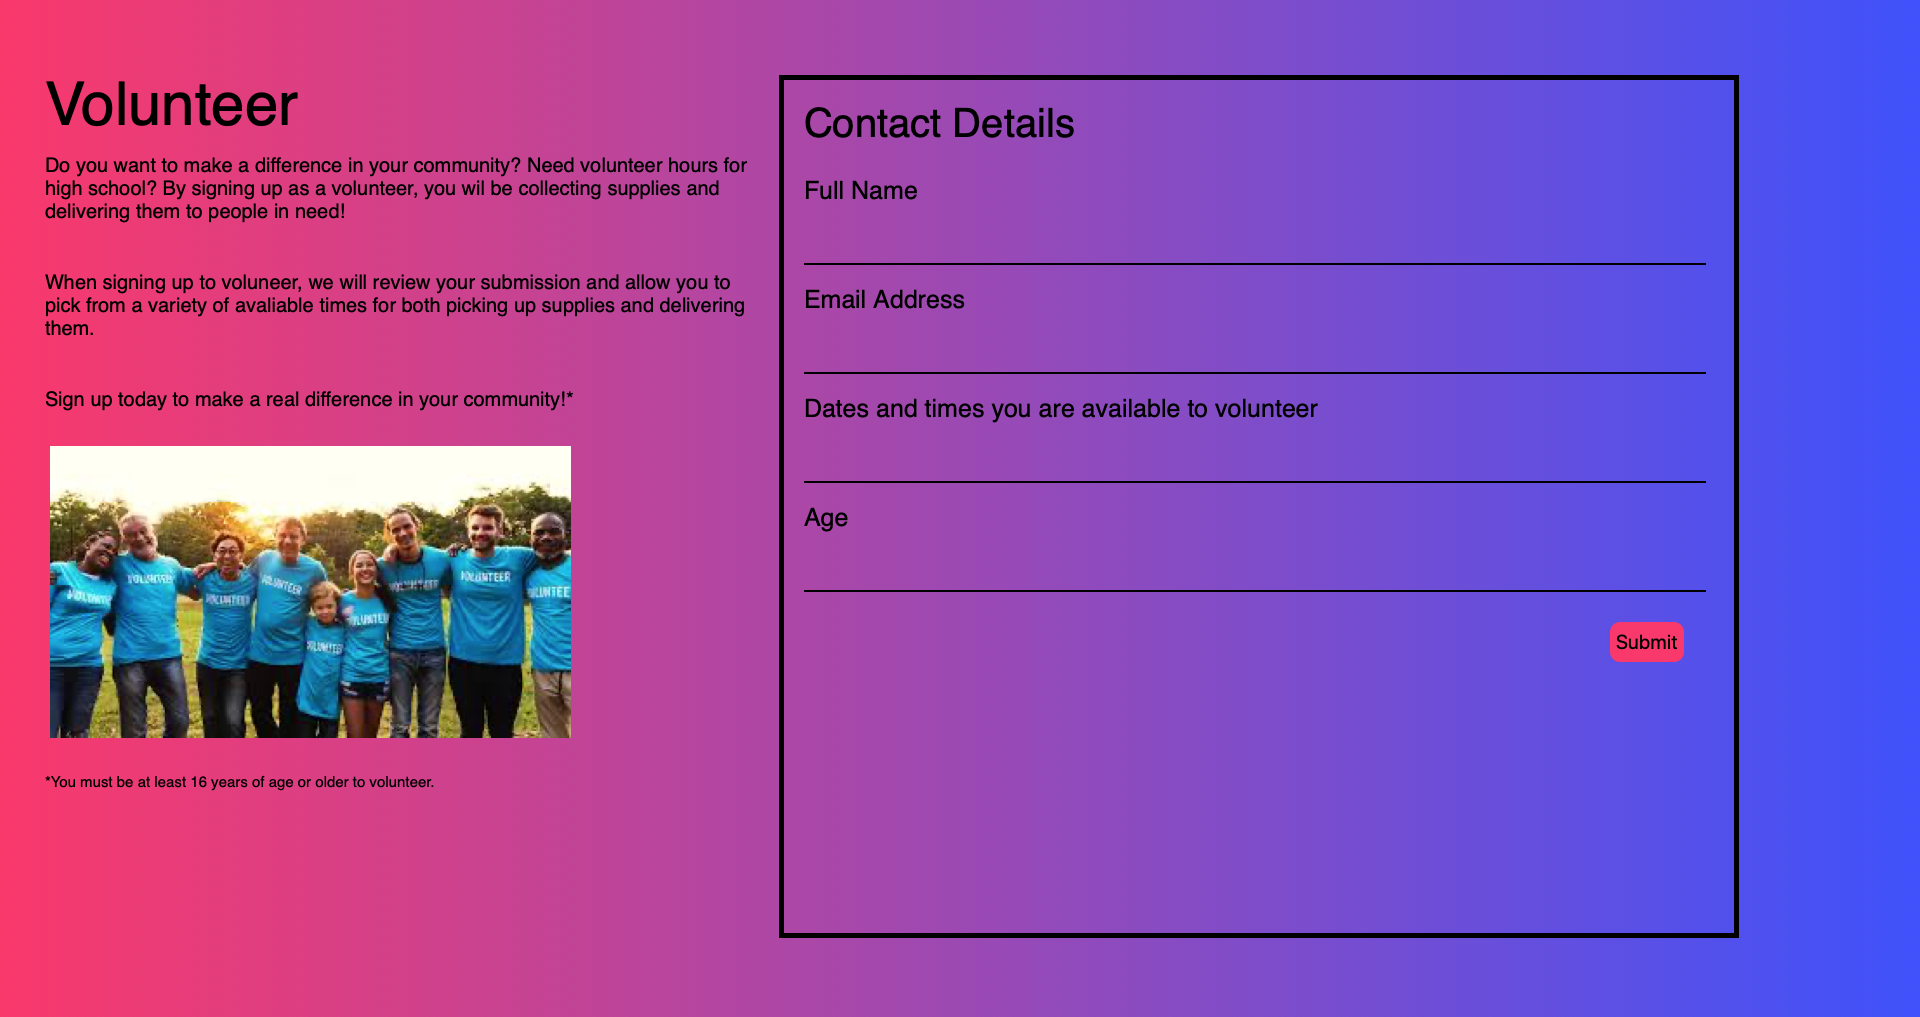 Volunteer
Do you want to make a difference in your community? Need volunteer hours for
high school? By signing up as a volunteer, you wil be collecting supplies and
delivering them to people in need!
When signing up to voluneer, we will review your submission and allow you to
pick from a variety of avaliable times for both picking up supplies and delivering
them.
Sign up today to make a real difference in your community!*
VOLUNTEER
VOLUNTEER
VOLUNTEER
VOLUNTEER
VOLUNTEER
VOLUNTEER
VOLUNTEER
*You must be at least 16 years of age or older to volunteer.
Contact Details
Full Name
Email Address
Dates and times you are available to volunteer
Age
Submit